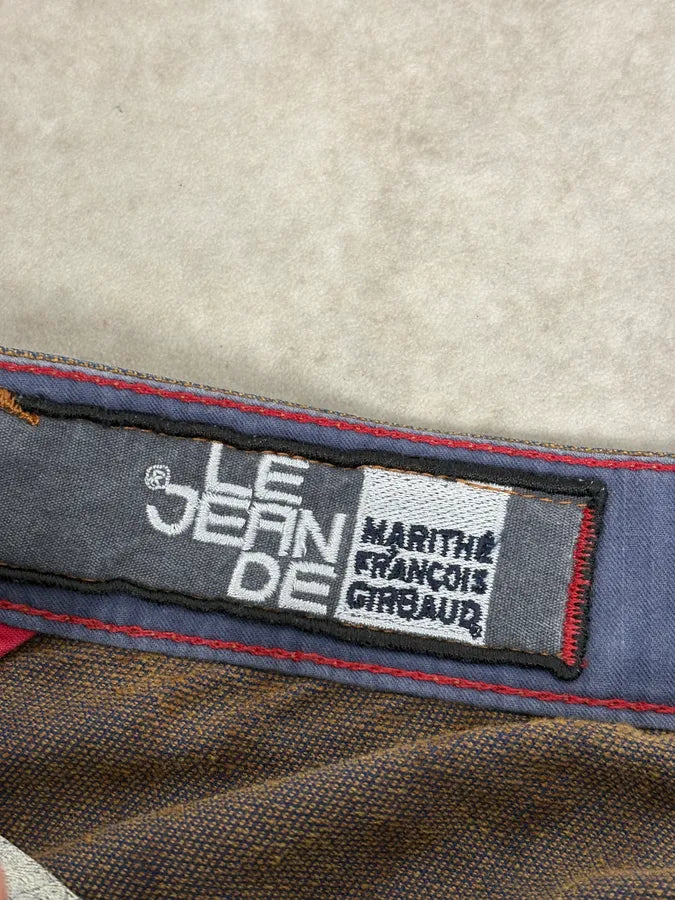 LE
JEAN
DE
MARITHÉ
FRANÇOIS
GIRBAUD